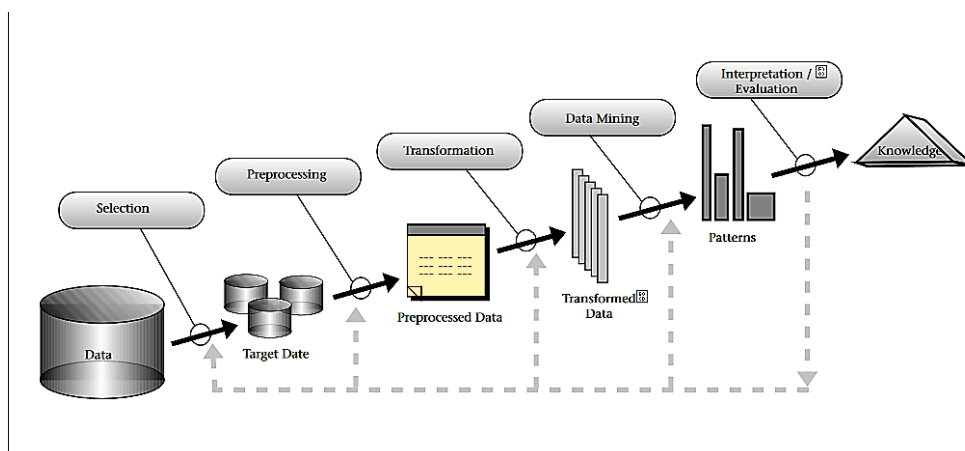 Interpretation /
Evaluation
Data Mining
Transformation
Preprocessing
Selection
Knowledge
Patterns
Transformed
Data
Preprocessed Data
Target Date
Data